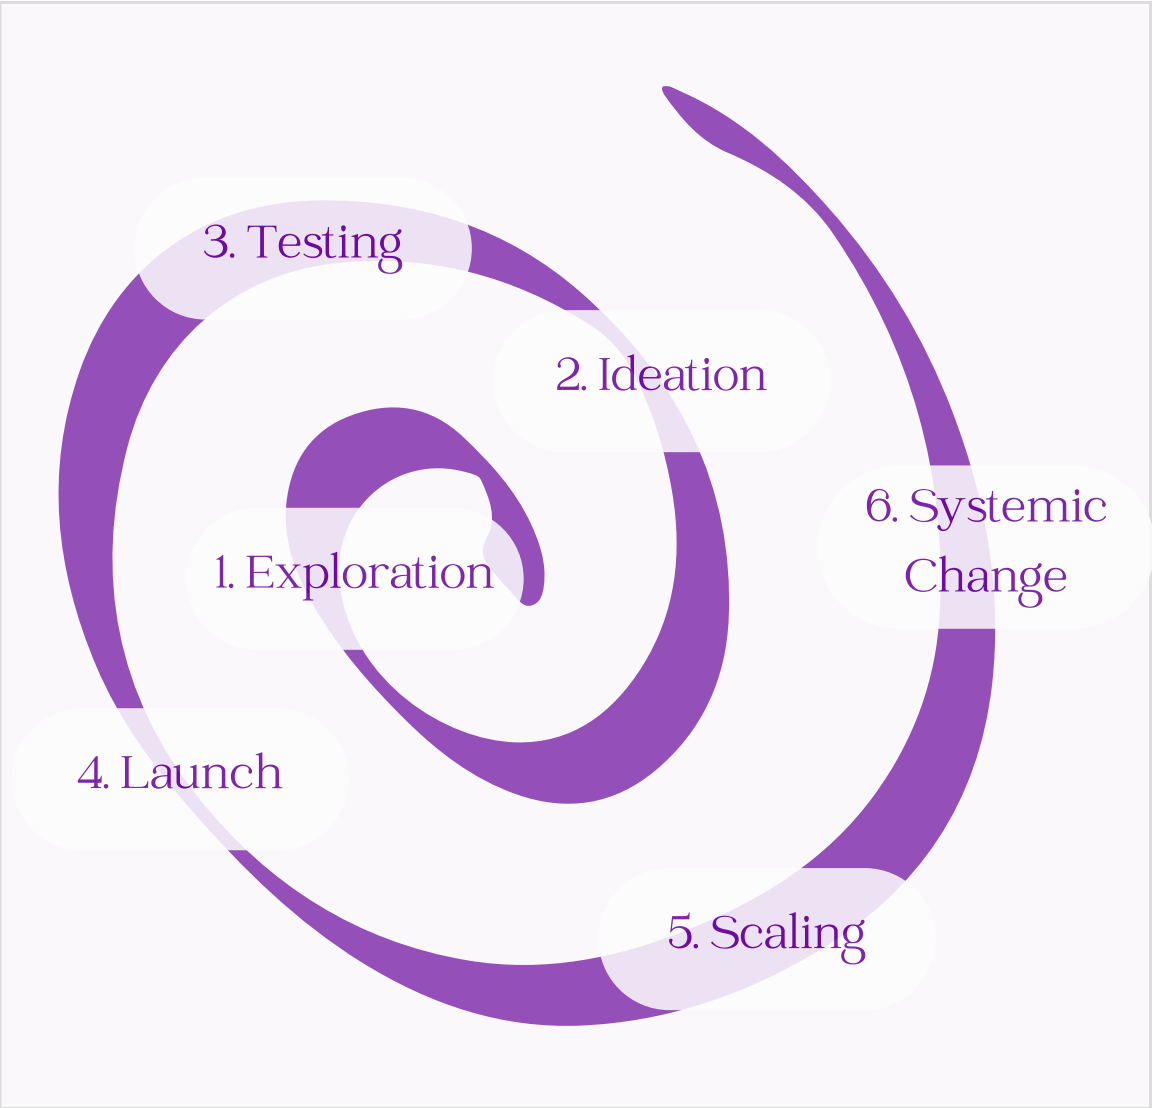 1. Exploration
2. Ideation
3. Testing
4. Launch
5. Scaling
6. Systemic
Change